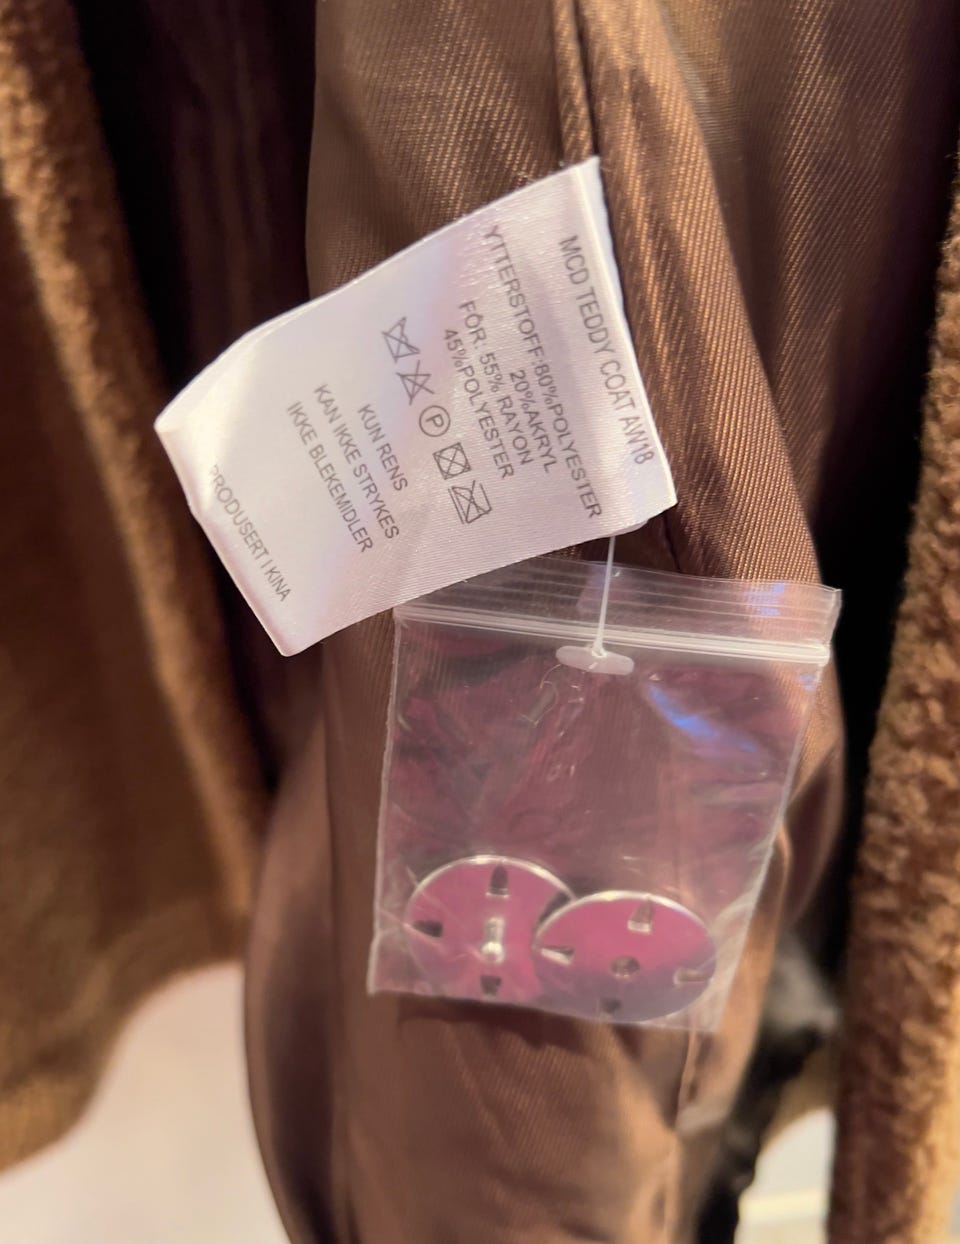 MCD TEDDY COAT AW18
YTTERSTOFF:80%POLYESTER
20%AKRYL
FÔR: 55% RAYON
45%POLYESTER
P
KUN RENS
KAN IKKE STRYKES
IKKE BLEKEMIDLER
PRODUSERT I KINA